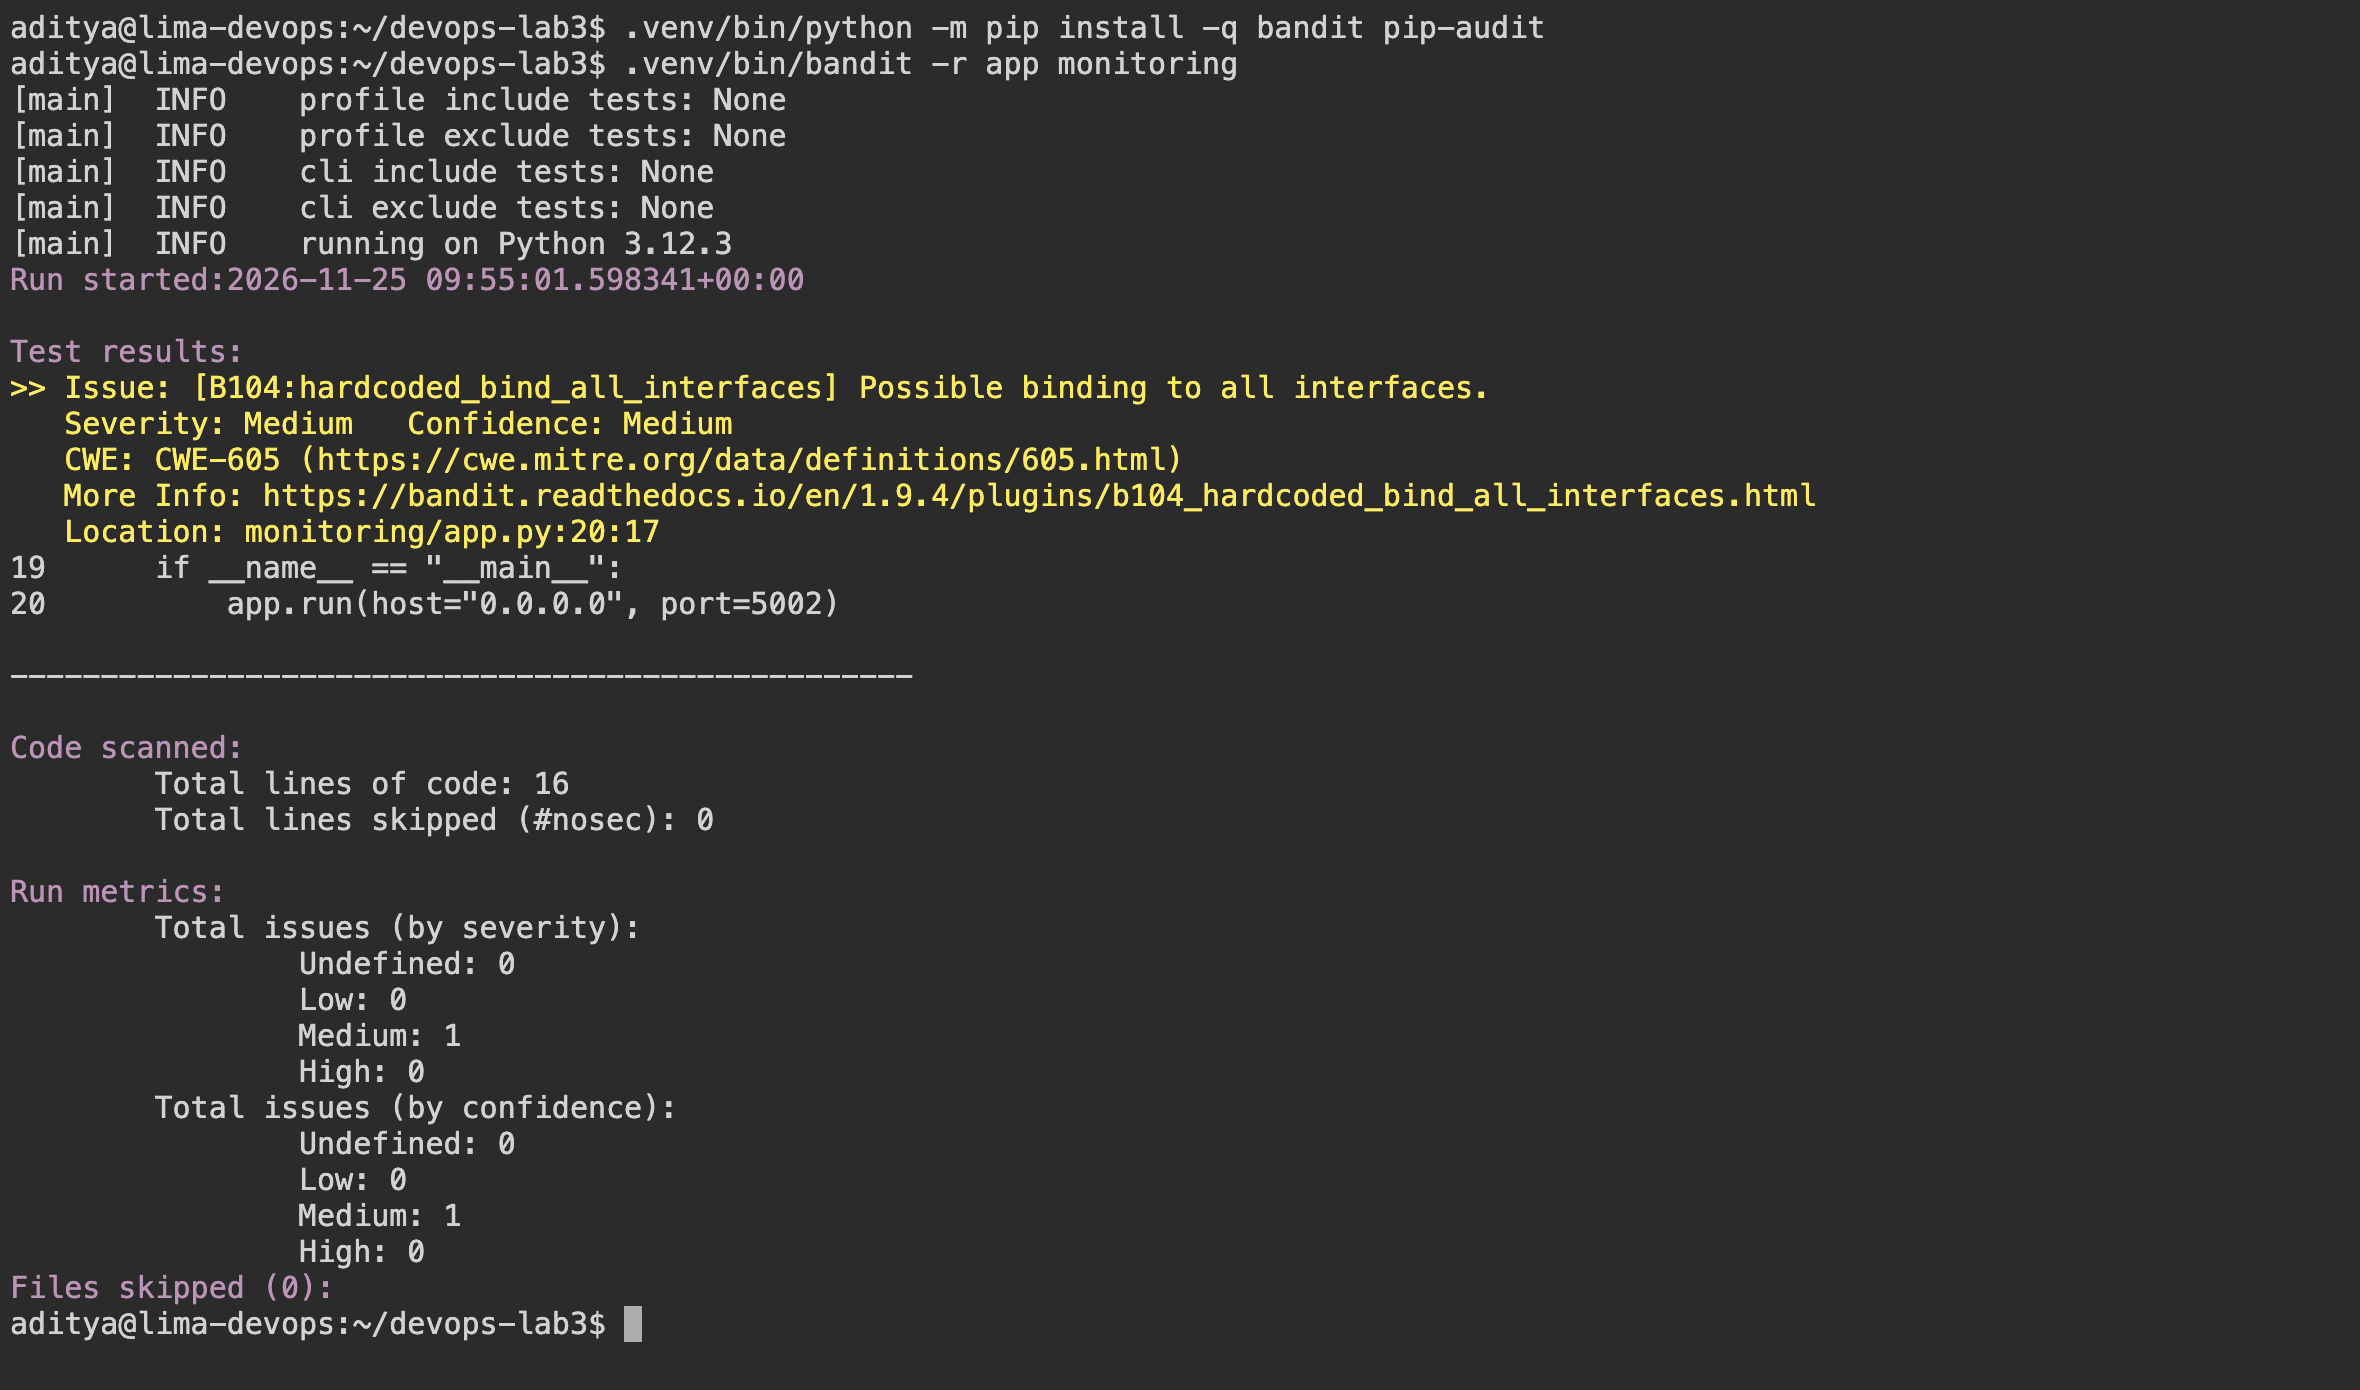 aditya@lima-devops:~/devops-lab3$ .venv/bin/python -m pip install -q bandit pip-audit
aditya@lima-devops:~/devops-lab3$ .venv/bin/bandit -r app monitoring
[main]  INFO    profile include tests: None
[main]  INFO    profile exclude tests: None
[main]  INFO    cli include tests: None
[main]  INFO    cli exclude tests: None
[main]  INFO    running on Python 3.12.3
Run started:2026-11-25 09:55:01.598341+00:00

Test results:
>> Issue: [B104:hardcoded_bind_all_interfaces] Possible binding to all interfaces.
   Severity: Medium   Confidence: Medium
   CWE: CWE-605 (https://cwe.mitre.org/data/definitions/605.html)
   More Info: https://bandit.readthedocs.io/en/1.9.4/plugins/b104_hardcoded_bind_all_interfaces.html
   Location: monitoring/app.py:20:17
19      if __name__ == "__main__":
20          app.run(host="0.0.0.0", port=5002)

--------------------------------------------------

Code scanned:
        Total lines of code: 16
        Total lines skipped (#nosec): 0

Run metrics:
        Total issues (by severity):
                Undefined: 0
                Low: 0
                Medium: 1
                High: 0
        Total issues (by confidence):
                Undefined: 0
                Low: 0
                Medium: 1
                High: 0
Files skipped (0):
aditya@lima-devops:~/devops-lab3$